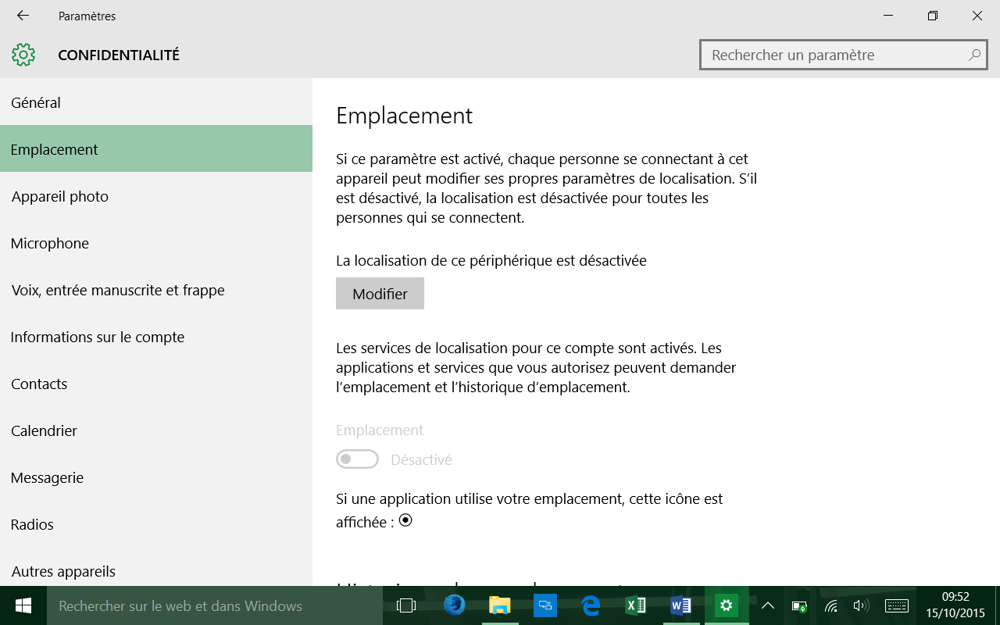 Paramètres
CONFIDENTIALITÉ
Rechercher un paramètre
Général
Emplacement
Appareil photo
Microphone
Voix, entrée manuscrite et frappe
Informations sur le compte
Contacts
Calendrier
Messagerie
Radios
Autres appareils
Emplacement
Si ce paramètre est activé, chaque personne se connectant à cet
appareil peut modifier ses propres paramètres de localisation. S’il
est désactivé, la localisation est désactivée pour toutes les
personnes qui se connectent.
La localisation de ce périphérique est désactivée
Modifier
Les services de localisation pour ce compte sont activés. Les
applications et services que vous autorisez peuvent demander
l’emplacement et l’historique d’emplacement.
Emplacement
Désactivé
Si une application utilise votre emplacement, cette icône est
affichée :
Rechercher sur le web et dans Windows
09:52
15/10/2015